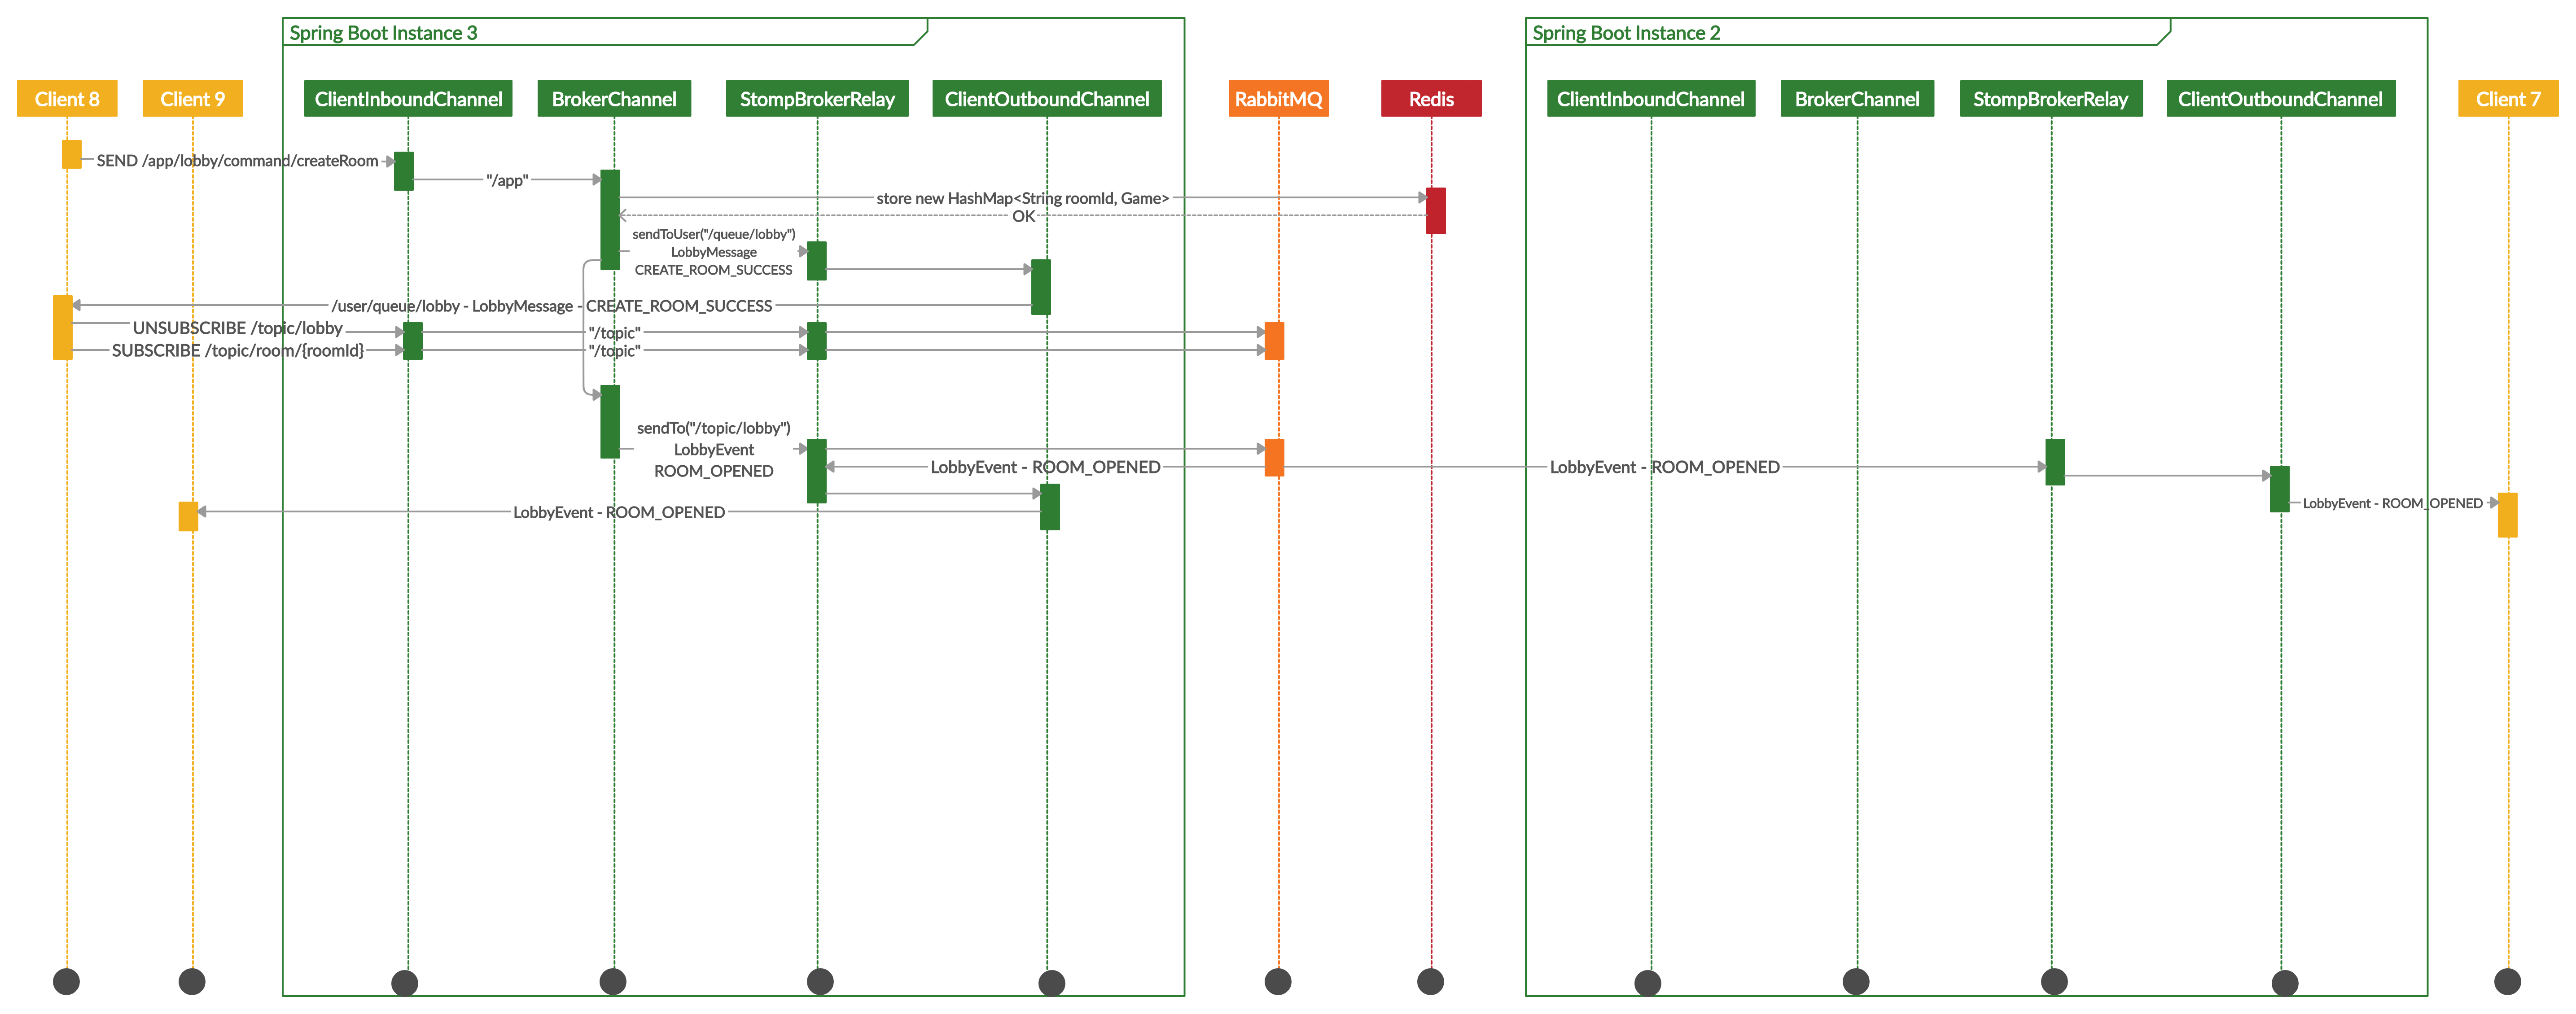 Spring Boot Instance 3
Spring Boot Instance 2
Client 8
Client 9
ClientInboundChannel
BrokerChannel
StompBrokerRelay
ClientOutboundChannel
RabbitMQ
Redis
ClientInboundChannel
BrokerChannel
StompBrokerRelay
ClientOutboundChannel
Client 7
SEND /app/lobby/command/createRoom
"/app"
store new HashMap<String roomId, Game>
OK
sendToUser("/queue/lobby")
LobbyMessage
CREATE_ROOM_SUCCESS
/user/queue/lobby - LobbyMessage - CREATE_ROOM_SUCCESS
UNSUBSCRIBE /topic/lobby
"/topic"
SUBSCRIBE /topic/room/{roomId}
"/topic"
sendTo("/topic/lobby")
LobbyEvent
ROOM_OPENED
LobbyEvent - ROOM_OPENED
LobbyEvent - ROOM_OPENED
LobbyEvent - ROOM_OPENED
LobbyEvent - ROOM_OPENED